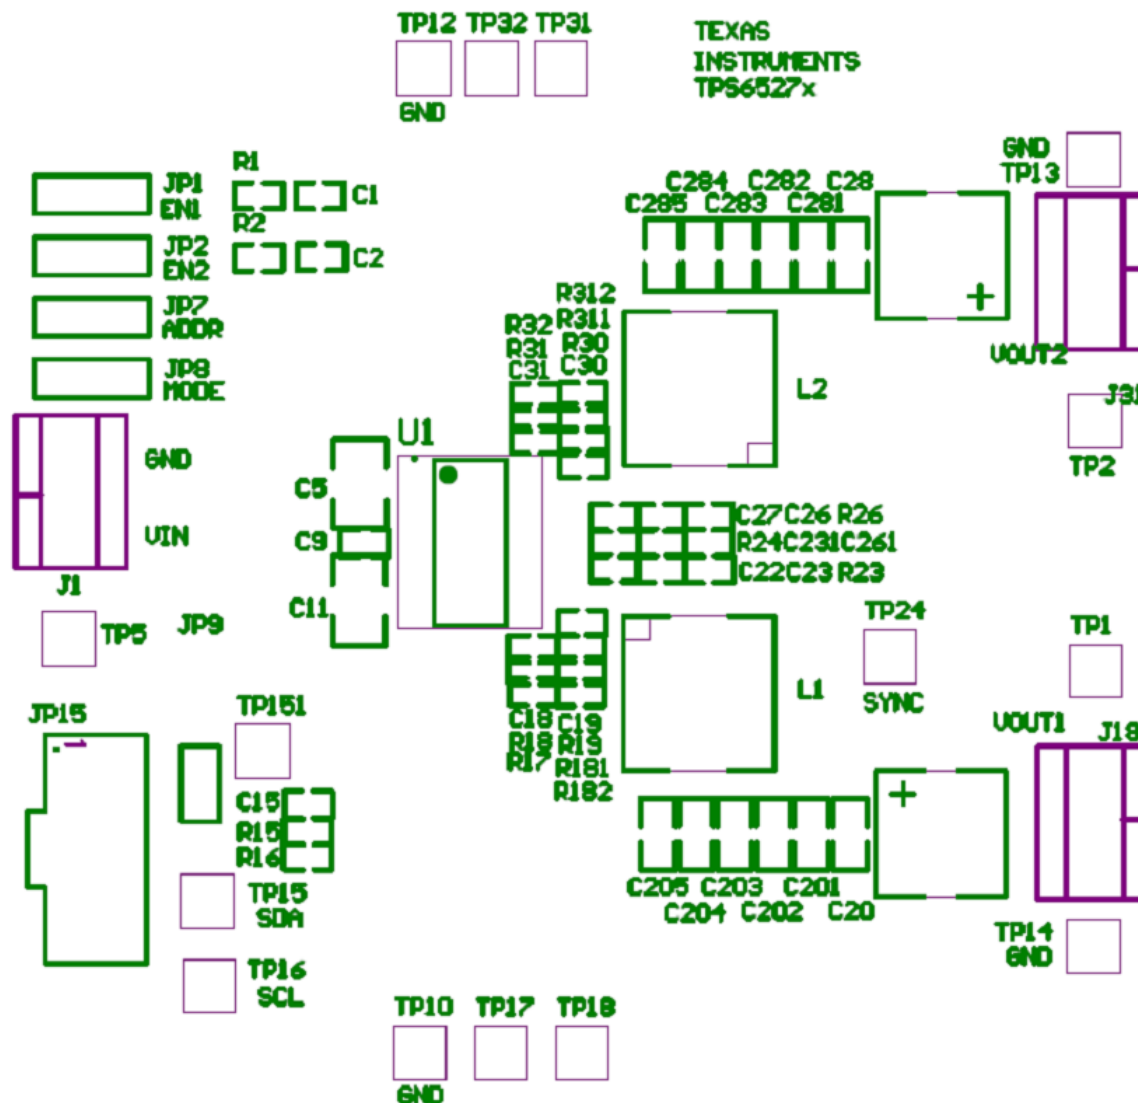 TP12 TP32 TP31
GND
TEXAS
INSTRUMENTS
TPS6527x
GND
TP13
R1
JP1
EN1
C1
R2
JP2
EN2
C2
JP7
ADDR
JP8
MODE
C284 C282 C28
C285 C283 C281
VOUT2
J31
TP2
R312
R32 R311
R31 R30
C31 C30
L2
GND
VIN
J1
TP5
JP9
U1
C5
C9
C11
C27 C26 R26
R24 C231 C261
C22 C23 R23
TP24
SYNC
TP1
VOUT1
J18
L1
C18 C19
R18 R19
R17 R181
R182
JP15
1
TP151
C15
R15
R16
TP15
SDA
TP16
SCL
C205 C203 C201
C204 C202 C20
TP14
GND
TP10 TP17 TP18
GND